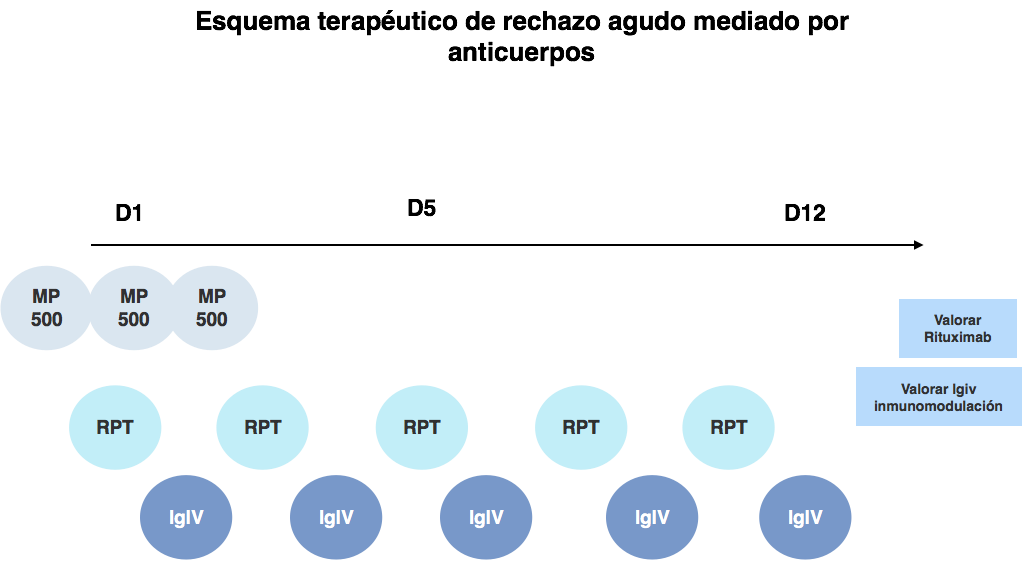 Esquema terapéutico de rechazo agudo mediado por
anticuerpos
D1
D5
D12
MP
500
MP
500
MP
500
Valorar
Rituximab
Valorar Igiv
inmunomodulación
RPT
RPT
RPT
RPT
RPT
IgIV
IgIV
IgIV
IgIV
IgIV